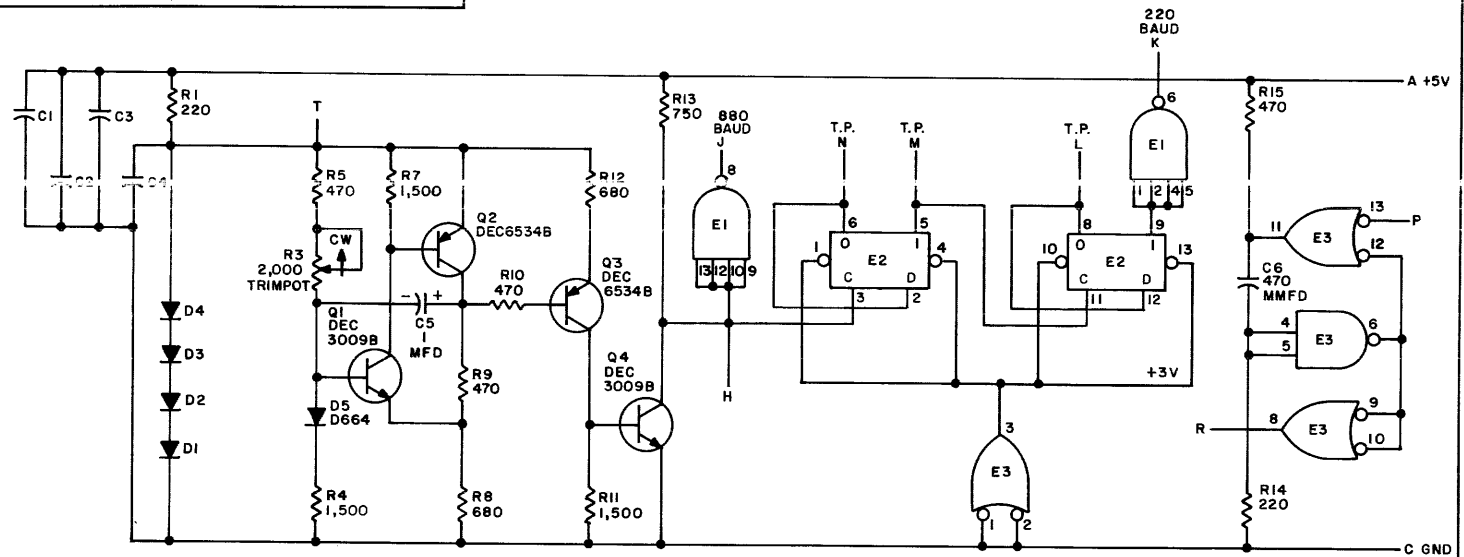 220
BAUD
K
A +5V
C1
C3
R1
220
T
R13
750
880
BAUD
J
R15
470
T.P.
N
T.P.
M
T.P.
L
6
E1
1 2 4 5
C2
C4
R5
470
R7
1,500
R12
680
8
E1
13 12 10 9
Q2
DEC6534B
CW
R3
2,000
TRIMPOT
6
5
0
1
1
E2
4
C
D
3
2
8
9
0
1
10
E2
13
C
D
11
12
11
13
P
E3
12
C6
470
MMFD
R10
470
Q3
DEC
6534B
D4
- +
C5
1
MFD
Q1
DEC
3009B
4
5
E3
6
D3
Q4
DEC
3009B
R9
470
H
+3V
D2
D5
D664
R
8
E3
9
10
D1
3
E3
1
2
R4
1,500
R8
680
R11
1,500
R14
220
C GND